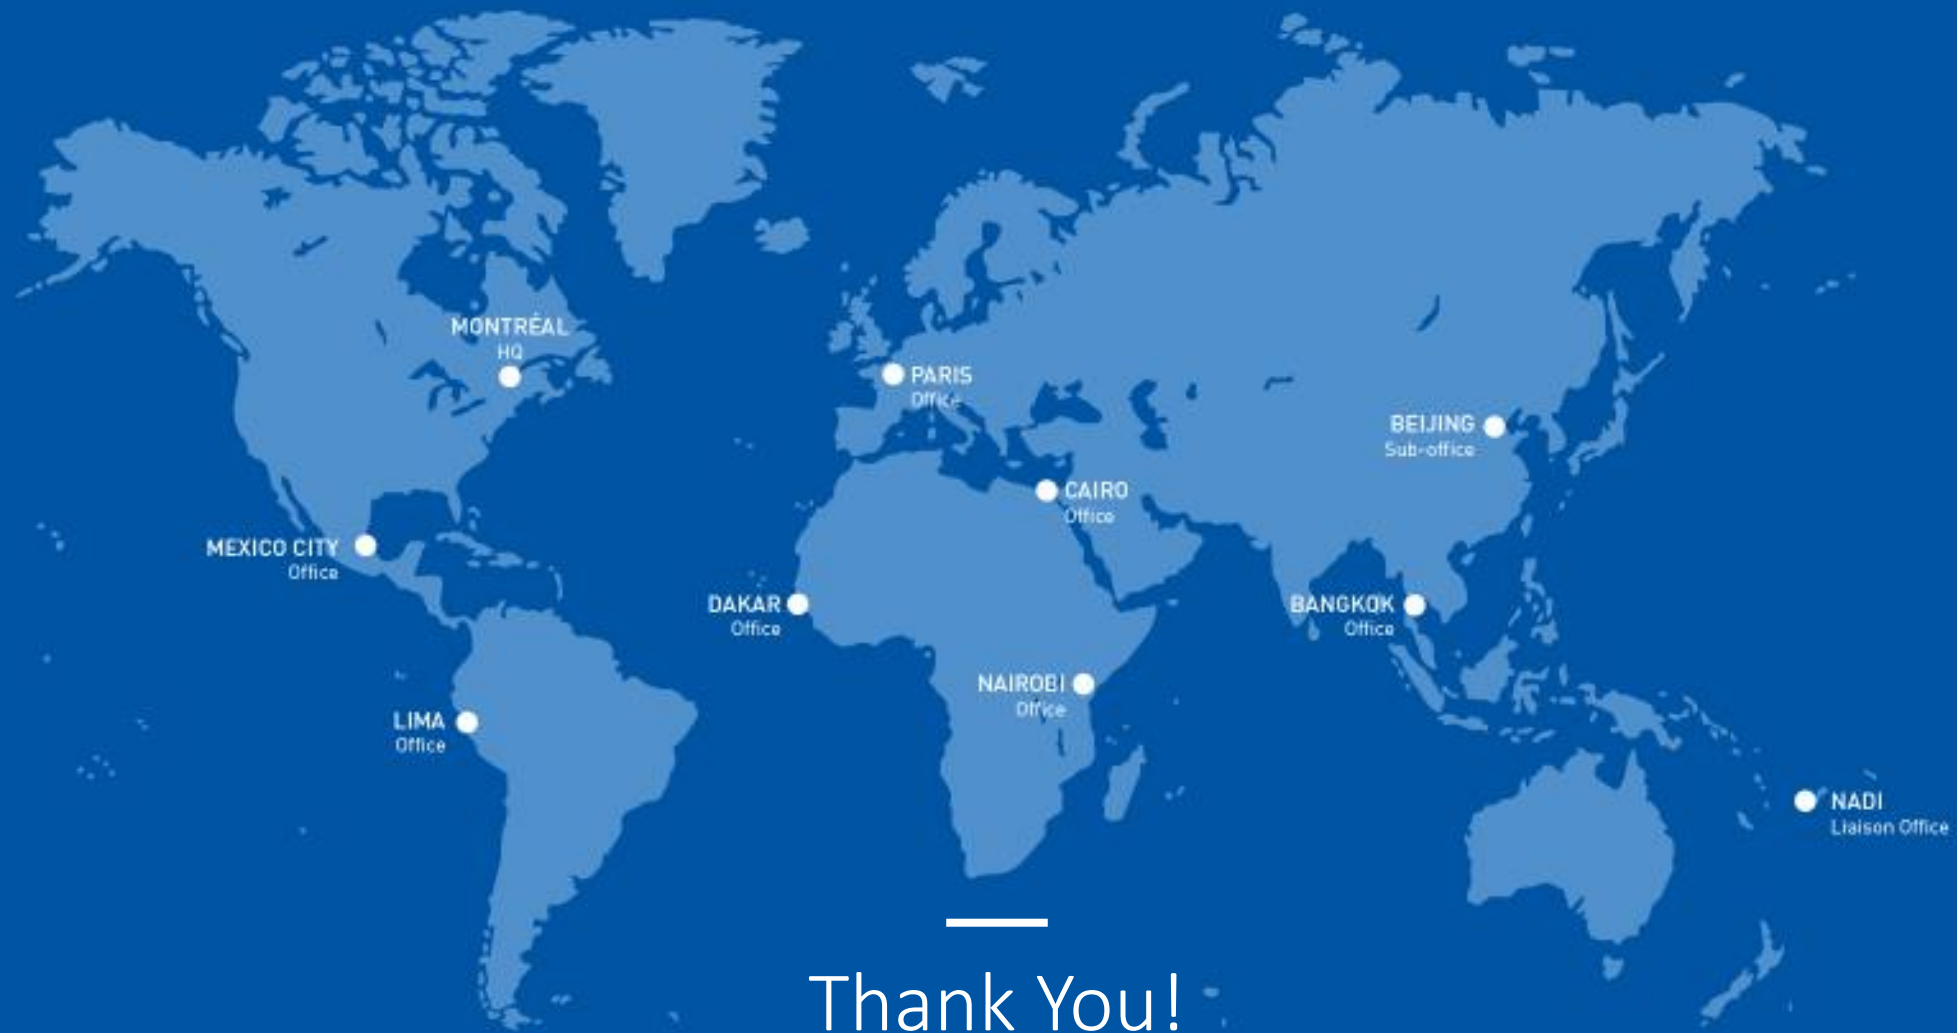 MONTRÉAL
HQ
PARIS
Office
BEIJING
Sub-office
CAIRO
Office
MEXICO CITY
Office
DAKAR
Office
BANGKOK
Office
NAIROBI
Office
LIMA
Office
NADI
Liaison Office
Thank You!